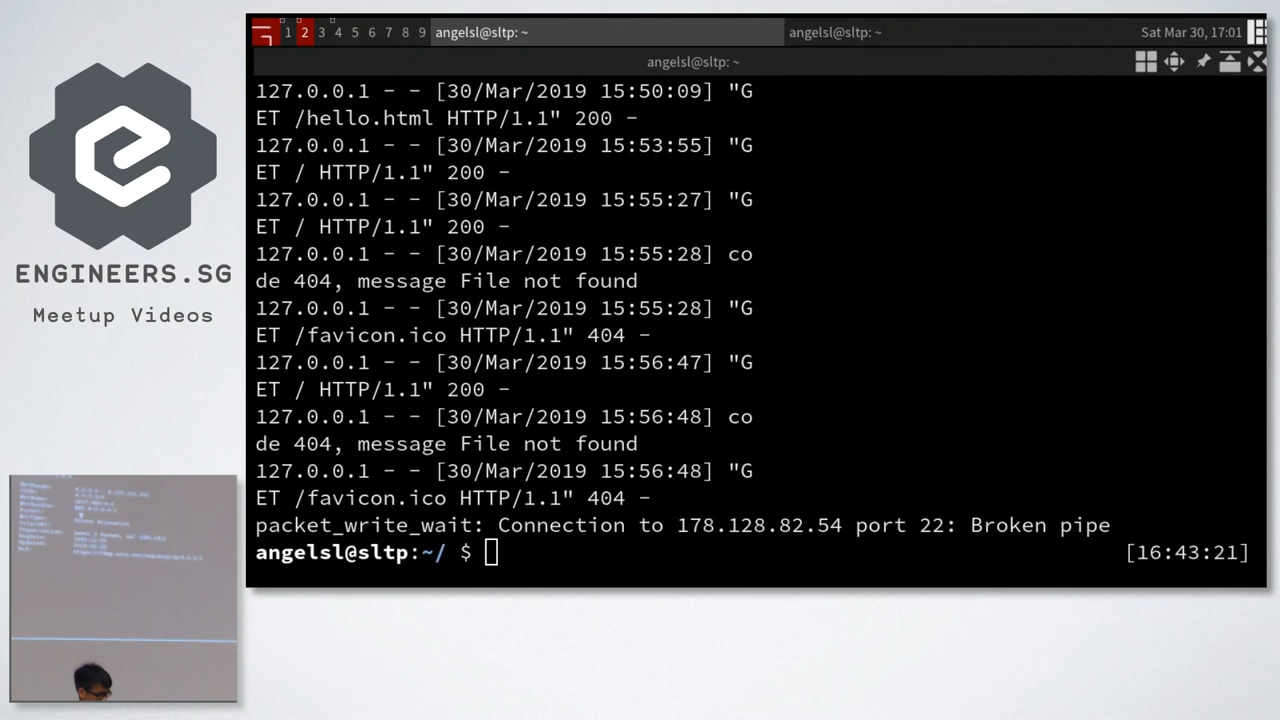 1 2 3 4 5 6 7 8 9 angelsl@sltp: ~ angelsl@sltp: ~ Sat Mar 30, 17:01
angelsl@sltp: ~
127.0.0.1 - - [30/Mar/2019 15:50:09] "G
ET /hello.html HTTP/1.1" 200 -
127.0.0.1 - - [30/Mar/2019 15:53:55] "G
ET / HTTP/1.1" 200 -
127.0.0.1 - - [30/Mar/2019 15:55:27] "G
ET / HTTP/1.1" 200 -
127.0.0.1 - - [30/Mar/2019 15:55:28] co
de 404, message File not found
127.0.0.1 - - [30/Mar/2019 15:55:28] "G
ET /favicon.ico HTTP/1.1" 404 -
127.0.0.1 - - [30/Mar/2019 15:56:47] "G
ET / HTTP/1.1" 200 -
127.0.0.1 - - [30/Mar/2019 15:56:48] co
de 404, message File not found
127.0.0.1 - - [30/Mar/2019 15:56:48] "G
ET /favicon.ico HTTP/1.1" 404 -
packet_write_wait: Connection to 178.128.82.54 port 22: Broken pipe
angelsl@sltp:~/ $ [16:43:21]
ENGINEERS.SG
Meetup Videos